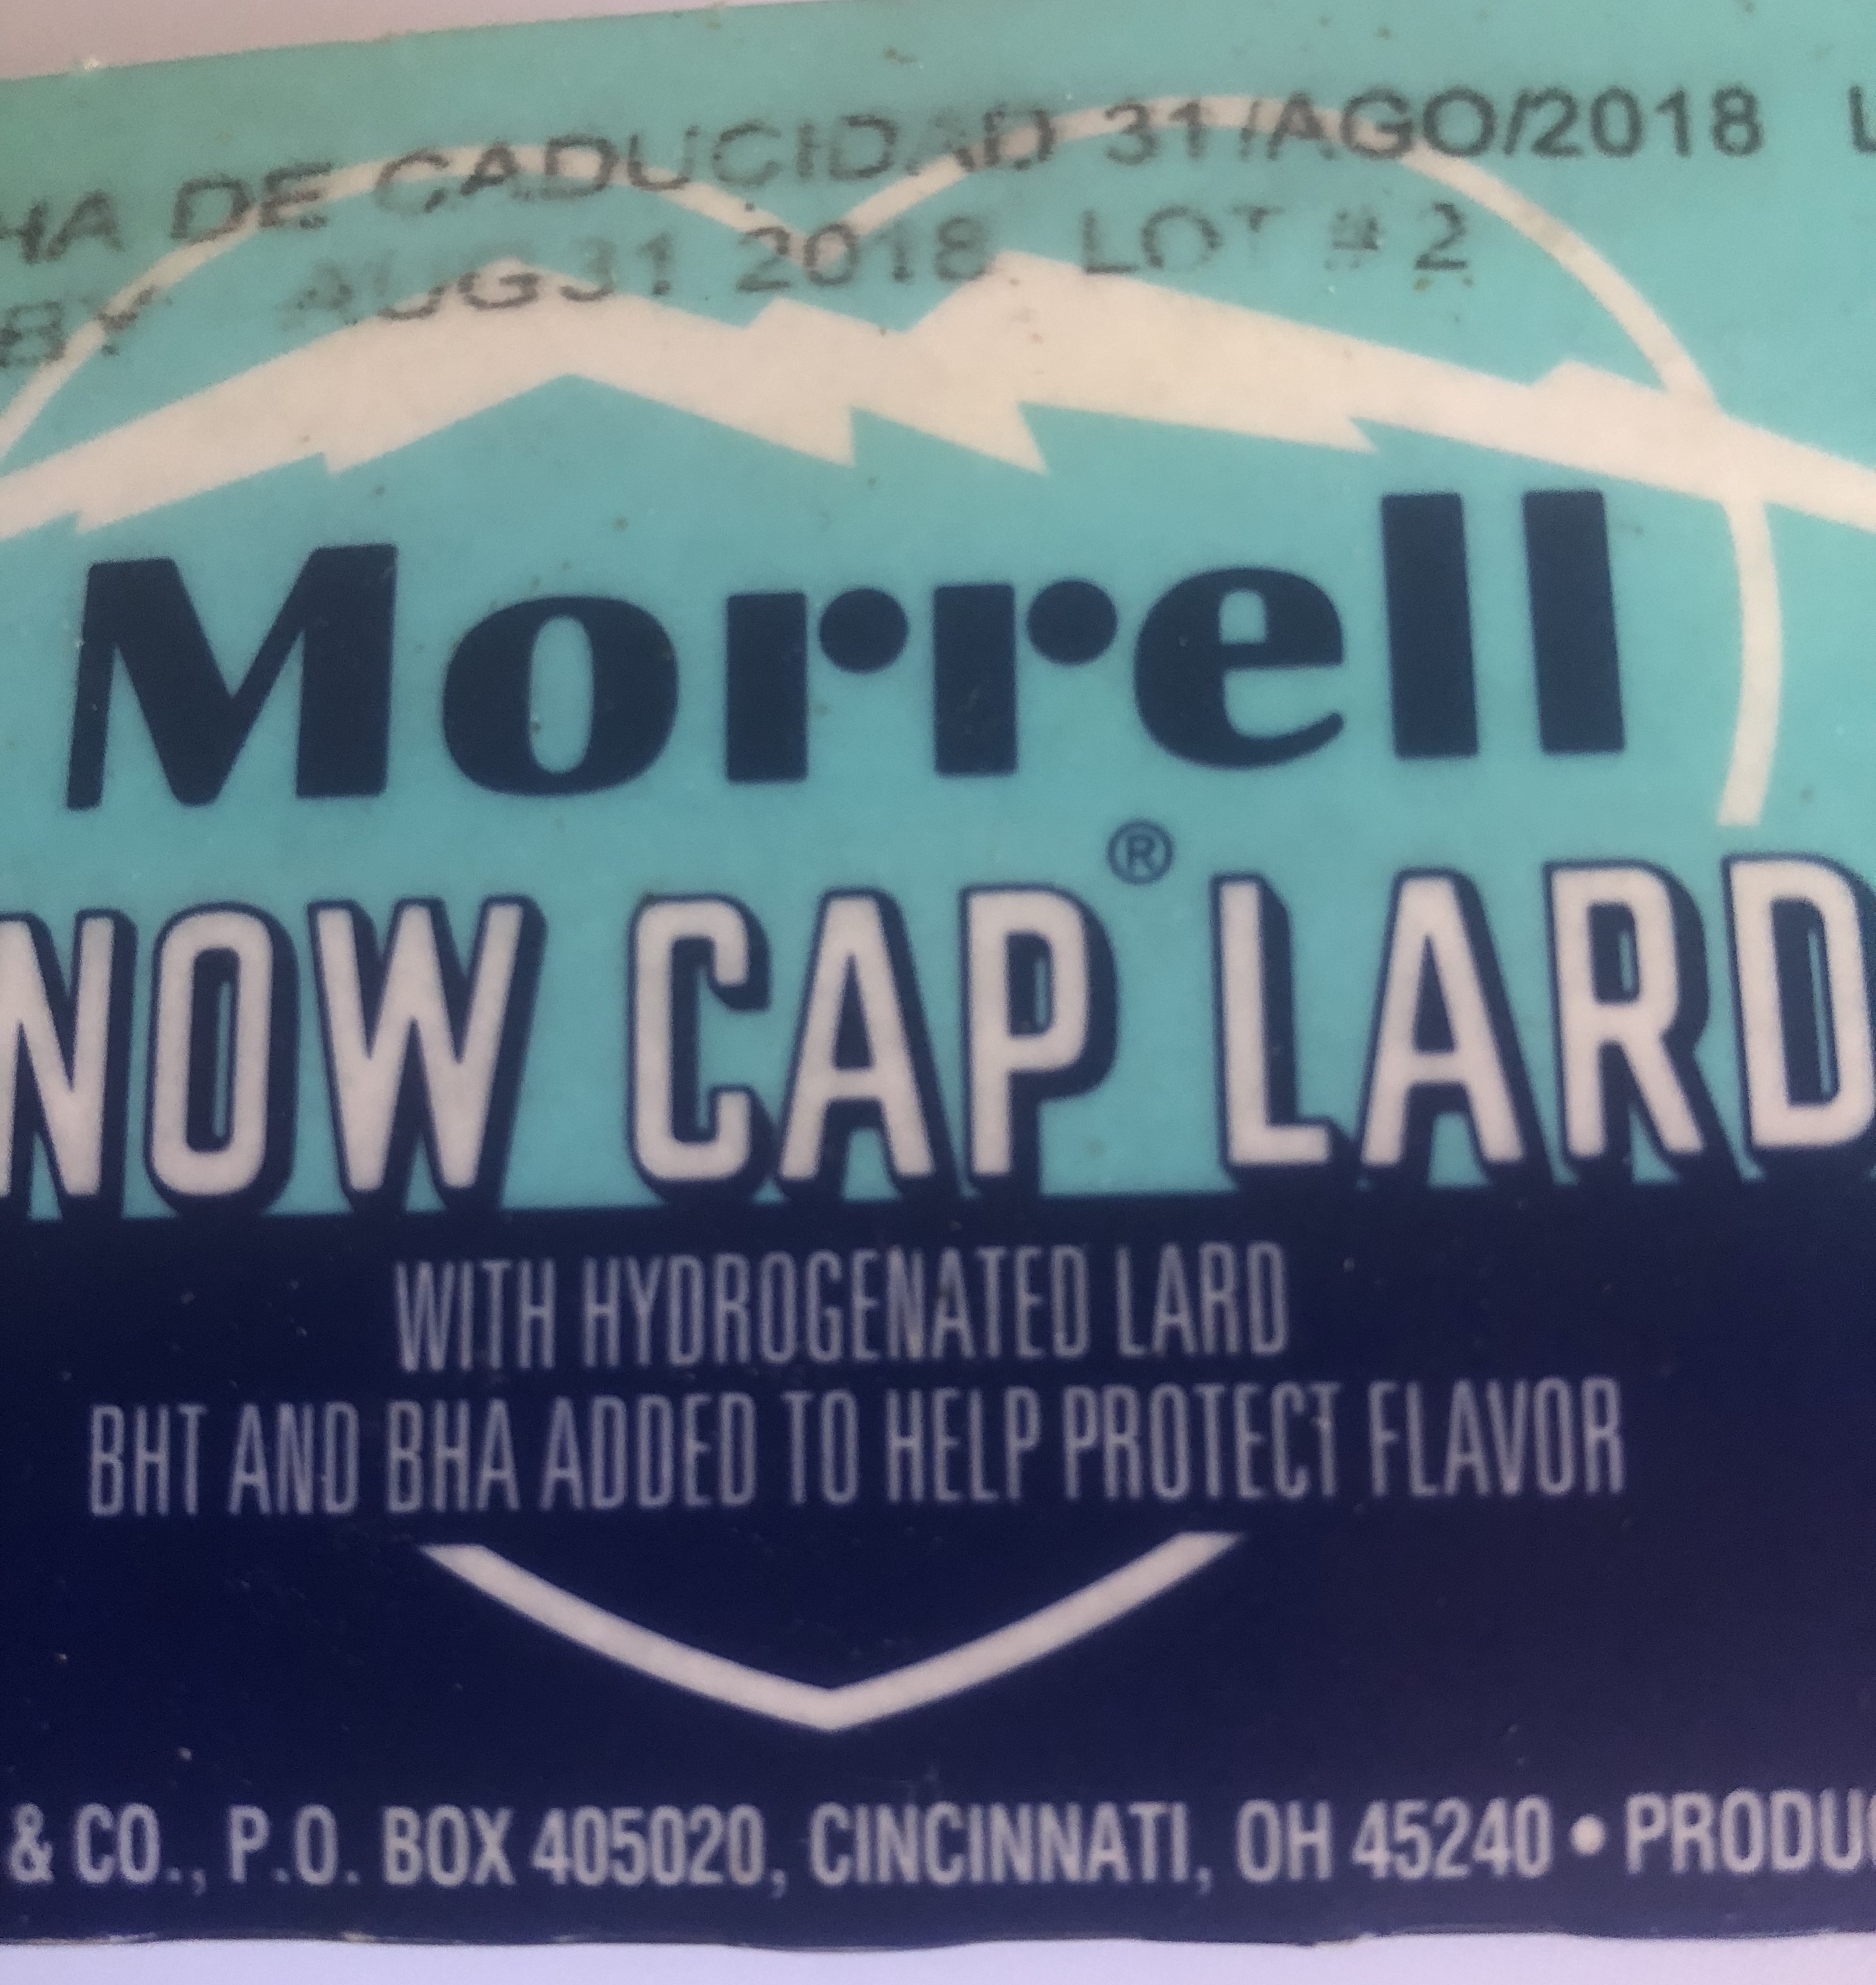 HA DE CADUCIDAD 31/AGO/2018 L
BY AUG31 2018 LOT # 2
Morrell
NOW CAP® LARD
WITH HYDROGENATED LARD
BHT AND BHA ADDED TO HELP PROTECT FLAVOR
& CO., P.O. BOX 405020, CINCINNATI, OH 45240 • PRODU